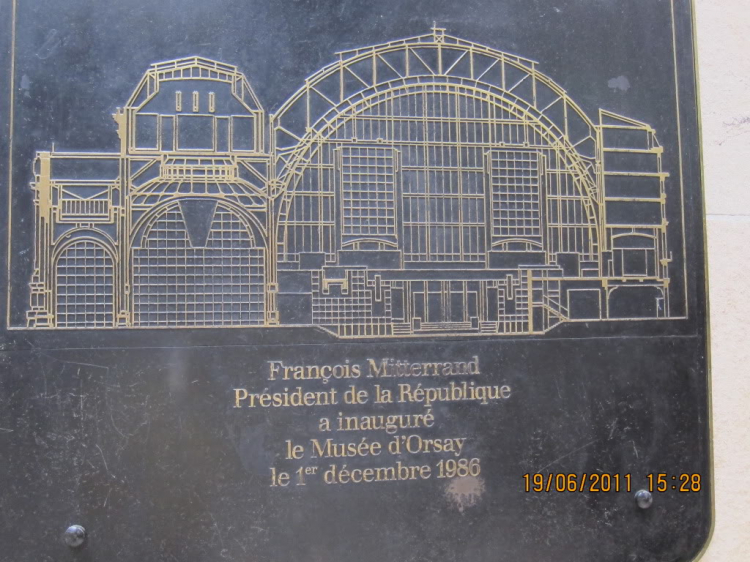 François Mitterrand
Président de la République
a inauguré
le Musée d'Orsay
le 1er décembre 1986
19/06/2011 15:28